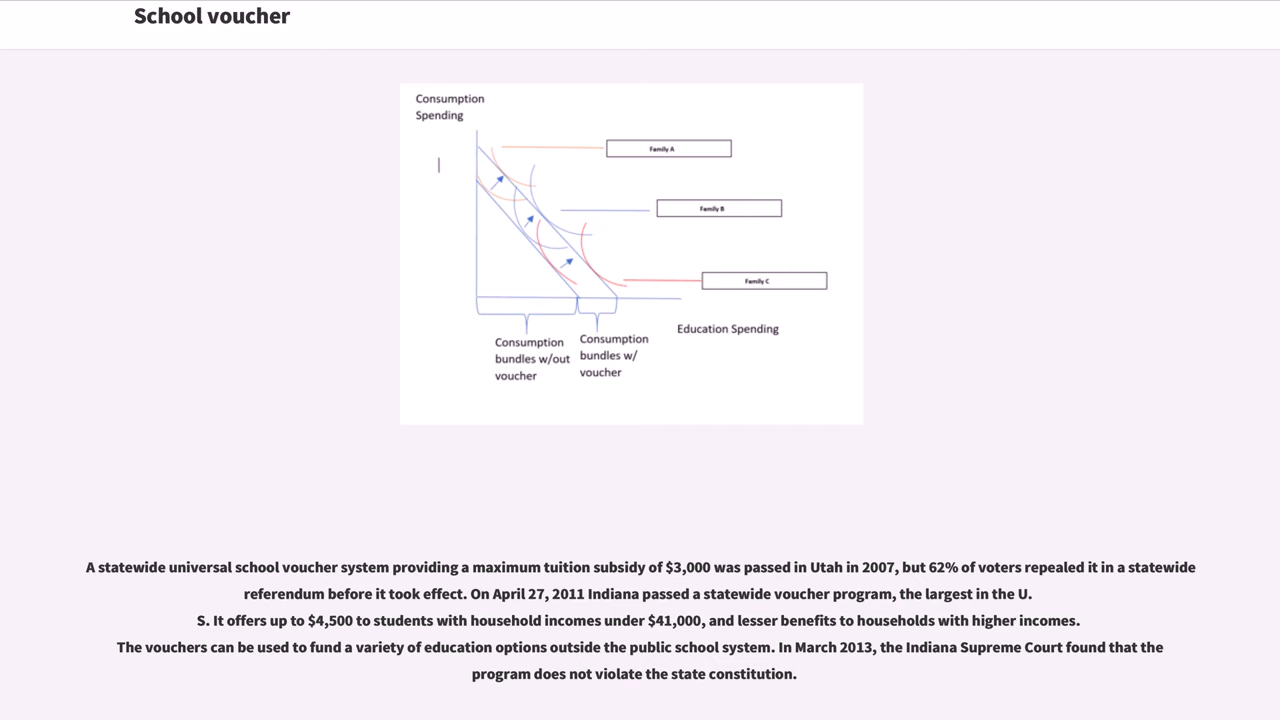 School voucher
Consumption
Spending
Family A
Family B
Family C
Education Spending
Consumption
bundles w/out
voucher
Consumption
bundles w/
voucher
A statewide universal school voucher system providing a maximum tuition subsidy of $3,000 was passed in Utah in 2007, but 62% of voters repealed it in a statewide
referendum before it took effect. On April 27, 2011 Indiana passed a statewide voucher program, the largest in the U.
S. It offers up to $4,500 to students with household incomes under $41,000, and lesser benefits to households with higher incomes.
The vouchers can be used to fund a variety of education options outside the public school system. In March 2013, the Indiana Supreme Court found that the
program does not violate the state constitution.